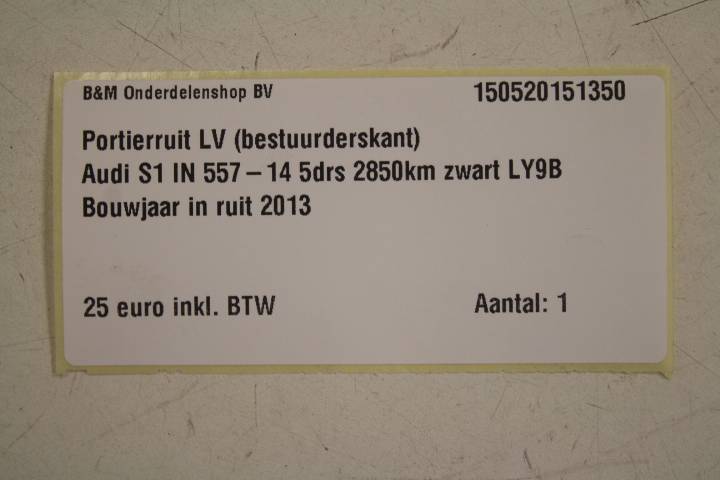 B&M Onderdelenshop BV 150520151350
Portierruit LV (bestuurderskant)
Audi S1 IN 557 – 14 5drs 2850km zwart LY9B
Bouwjaar in ruit 2013
25 euro inkl. BTW Aantal: 1